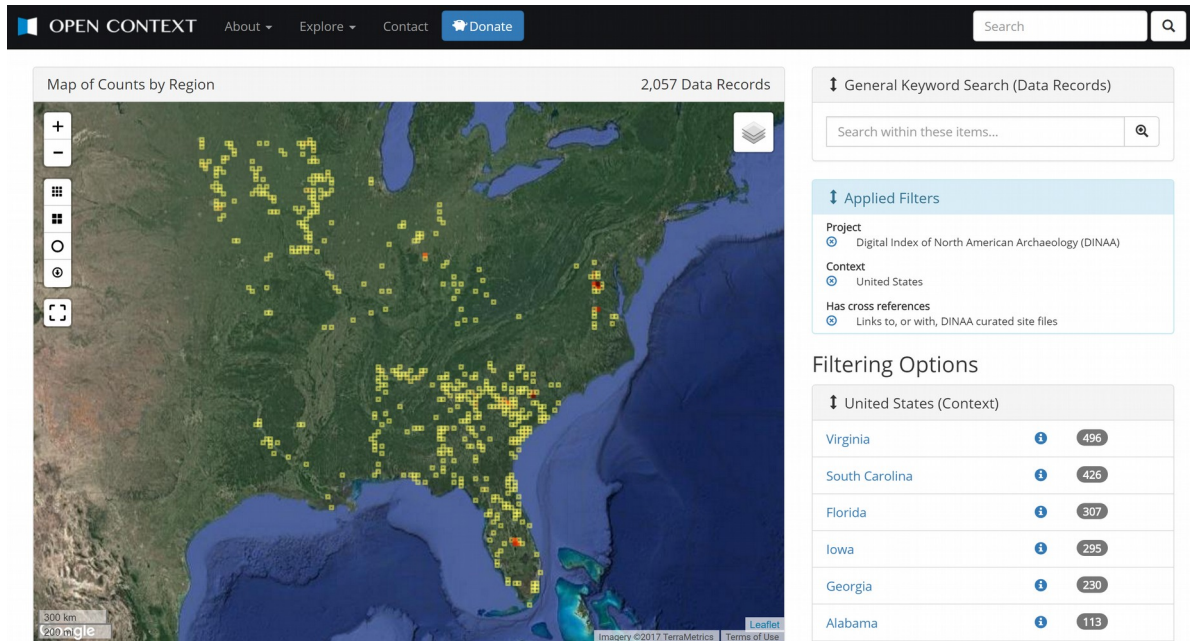 OPEN CONTEXT About Explore Contact Donate Search
Map of Counts by Region 2,057 Data Records
+
−
300 km
200 mi
Google
Leaflet
Imagery ©2017 TerraMetrics Terms of Use
General Keyword Search (Data Records)
Search within these items...
Applied Filters
Project
Digital Index of North American Archaeology (DINAA)
Context
United States
Has cross references
Links to, or with, DINAA curated site files
Filtering Options
United States (Context)
Virginia 496
South Carolina 426
Florida 307
Iowa 295
Georgia 230
Alabama 113